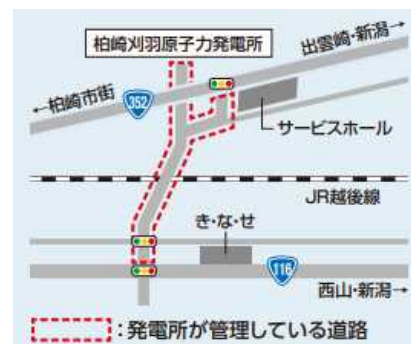 柏崎刈羽原子力発電所
出雲崎・新潟→
←柏崎市街
352
サービスホール
JR越後線
き・な・せ
116
西山・新潟→
:発電所が管理している道路